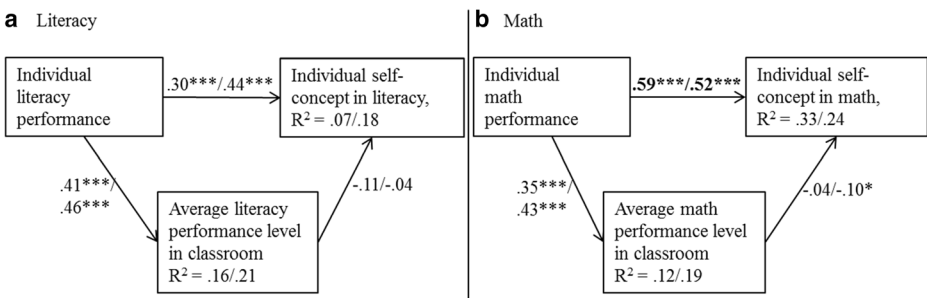 a Literacy
Individual
literacy
performance
.30***/.44***
Individual self-
concept in literacy,
R² = .07/.18
.41***/
.46***
-.11/-.04
Average literacy
performance level
in classroom
R² = .16/.21
b Math
Individual
math
performance
.59***/.52***
Individual self-
concept in math,
R² = .33/.24
.35***/
.43***
-.04/-.10*
Average math
performance level
in classroom
R² = .12/.19